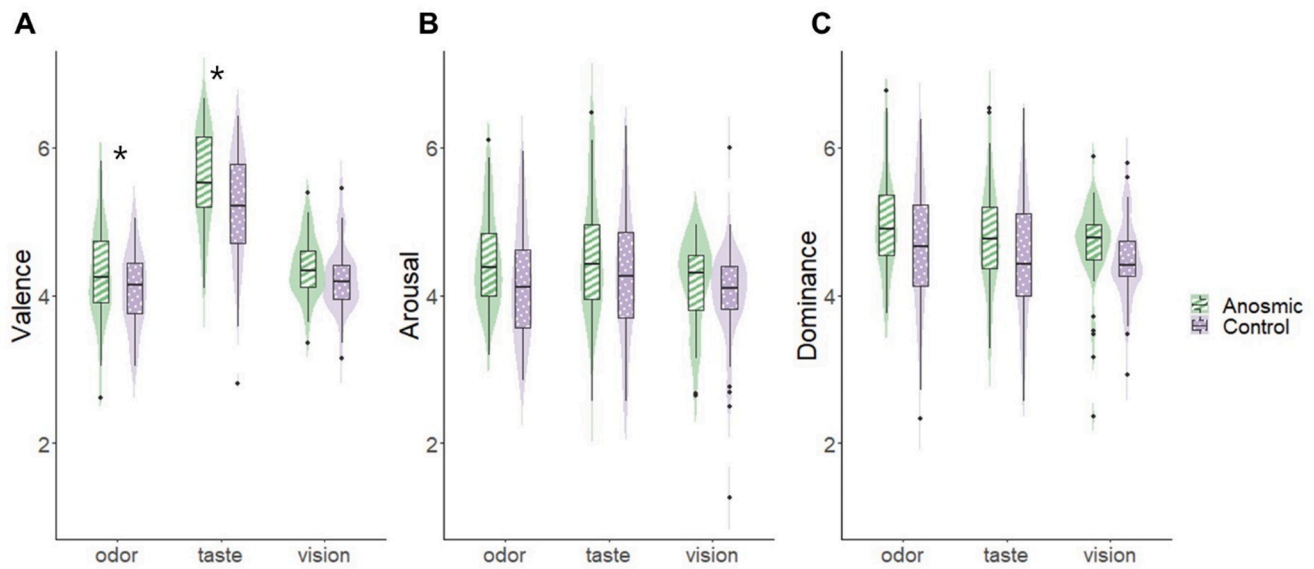 A
B
C
Valence
6
4
2
*
*
odor
taste
vision
Arousal
6
4
2
odor
taste
vision
Dominance
6
4
2
odor
taste
vision
Anosmic
Control